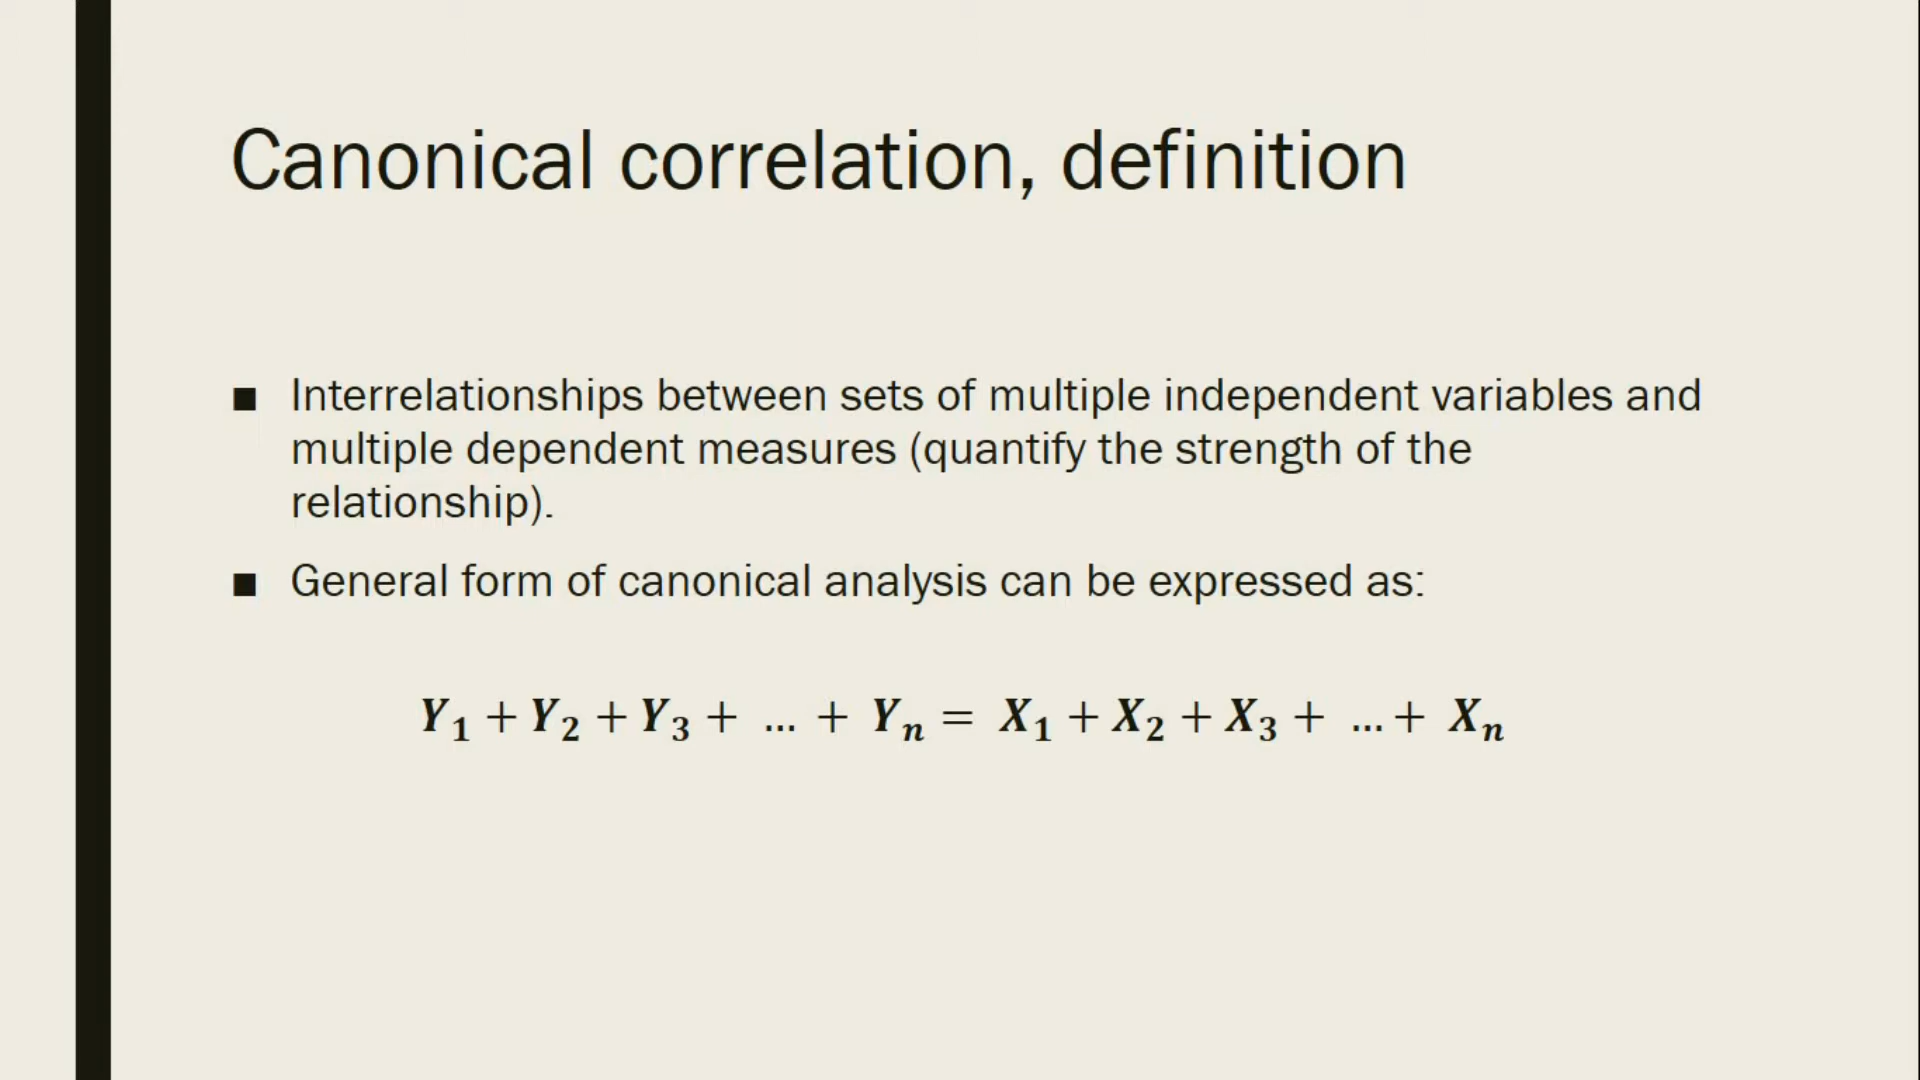 Canonical correlation, definition
■ Interrelationships between sets of multiple independent variables and
multiple dependent measures (quantify the strength of the
relationship).
■ General form of canonical analysis can be expressed as:
Y₁ + Y₂ + Y₃ + ... + Yₙ = X₁ + X₂ + X₃ + ... + Xₙ